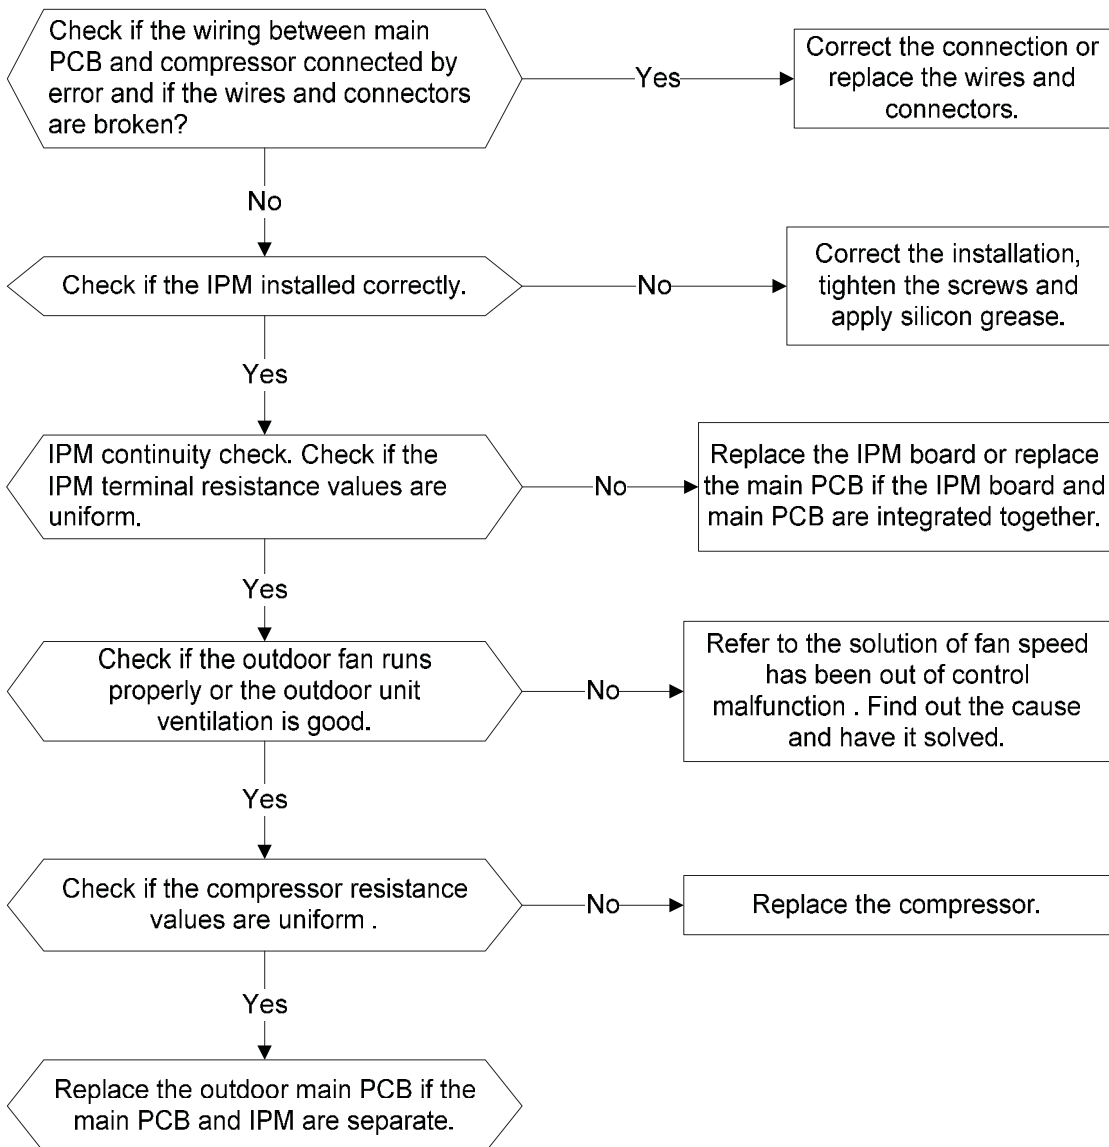 Check if the wiring between main
PCB and compressor connected by
error and if the wires and connectors
are broken?
Yes
Correct the connection or
replace the wires and
connectors.
No
Check if the IPM installed correctly.
No
Correct the installation,
tighten the screws and
apply silicon grease.
Yes
IPM continuity check. Check if the
IPM terminal resistance values are
uniform.
No
Replace the IPM board or replace
the main PCB if the IPM board and
main PCB are integrated together.
Yes
Check if the outdoor fan runs
properly or the outdoor unit
ventilation is good.
No
Refer to the solution of fan speed
has been out of control
malfunction . Find out the cause
and have it solved.
Yes
Check if the compressor resistance
values are uniform .
No
Replace the compressor.
Yes
Replace the outdoor main PCB if the
main PCB and IPM are separate.